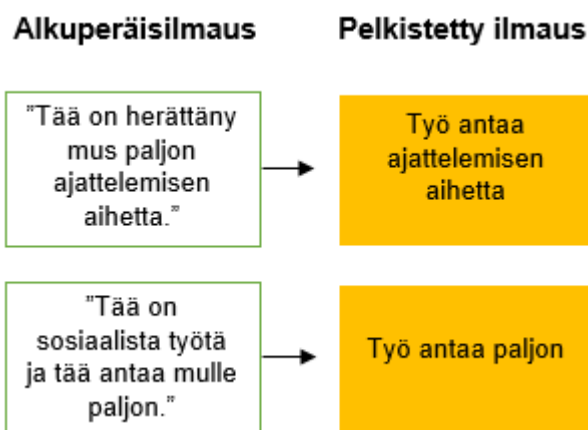 Alkuperäisilmaus
Pelkistetty ilmaus
"Tää on herättäny
mus paljon
ajattelemisen
aihetta.”
Työ antaa
ajattelemisen
aihetta
"Tää on
sosiaalista työtä
ja tää antaa mulle
paljon.”
Työ antaa paljon